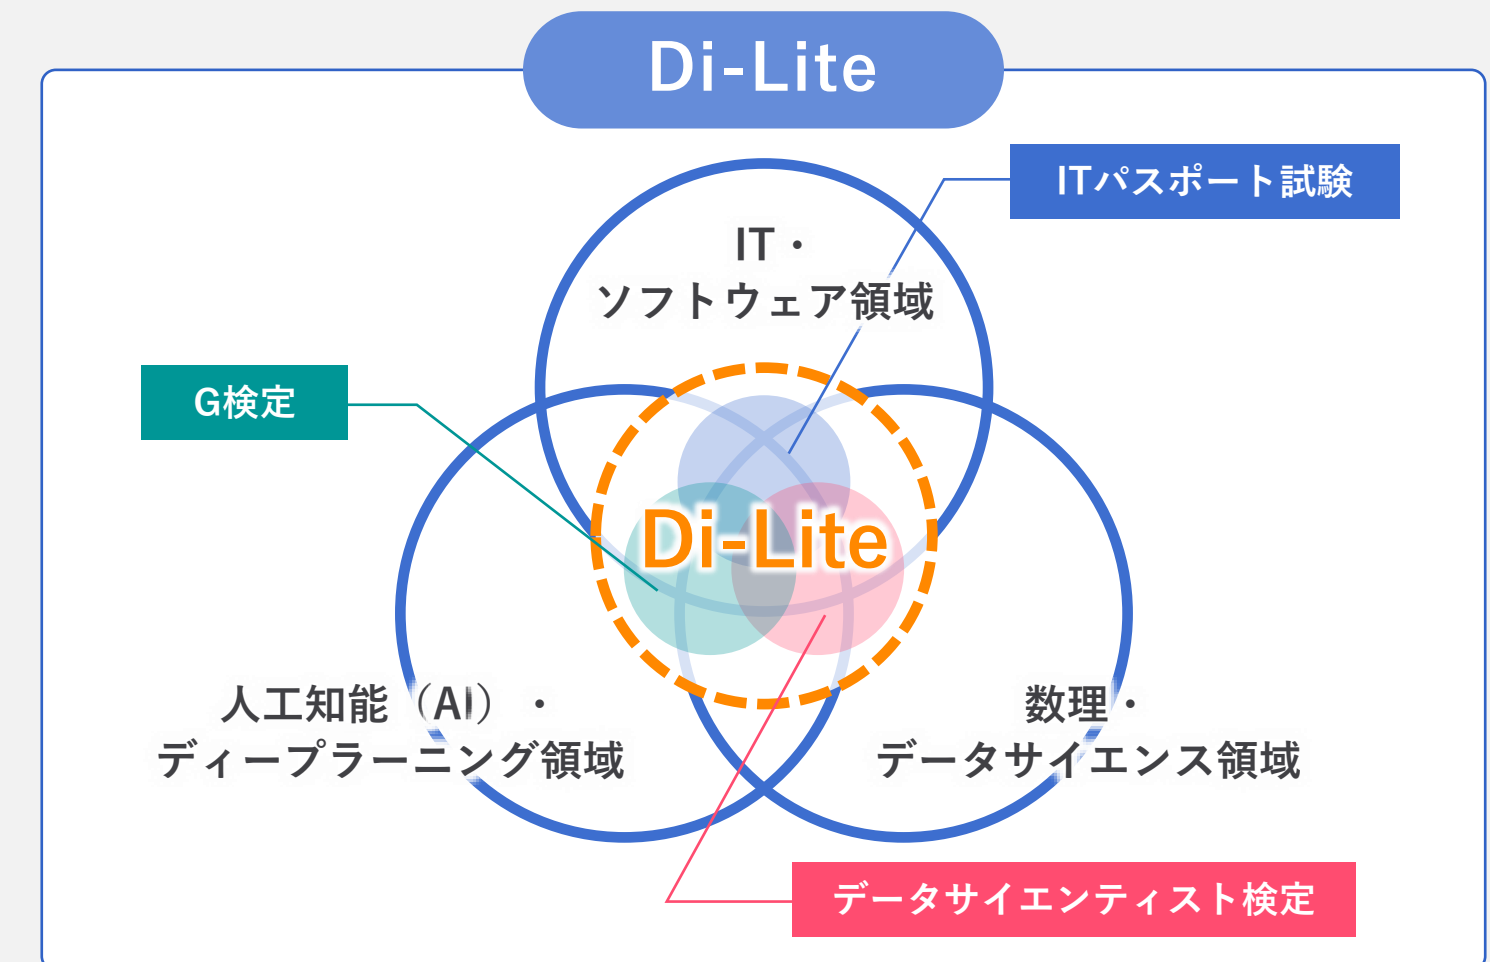 Di-Lite
ITパスポート試験
IT・
ソフトウェア領域
G検定
Di-Lite
人工知能（AI）・
ディープラーニング領域
数理・
データサイエンス領域
データサイエンティスト検定